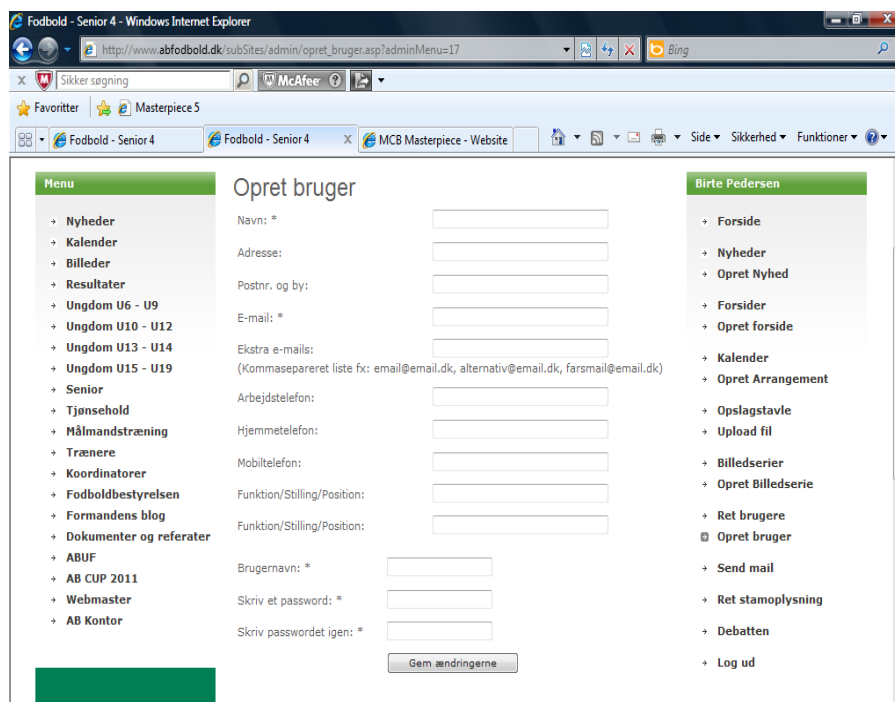 Fodbold - Senior 4 - Windows Internet Explorer
http://www.abfodbold.dk/subSites/admin/opret_bruger.asp?adminMenu=17
Bing
X Sikker søgning McAfee
Favoritter Masterpiece 5
Fodbold - Senior 4 Fodbold - Senior 4 X MCB Masterpiece - Website Side Sikkerhed Funktioner
Menu
Nyheder
Kalender
Billeder
Resultater
Ungdom U6 - U9
Ungdom U10 - U12
Ungdom U13 - U14
Ungdom U15 - U19
Senior
Tjønsehold
Målmandstræning
Trænere
Koordinatorer
Fodboldbestyrelsen
Formandens blog
Dokumenter og referater
ABUF
AB CUP 2011
Webmaster
AB Kontor
Opret bruger
Navn: *
Adresse:
Postnr. og by:
E-mail: *
Ekstra e-mails:
(Kommasepareret liste fx: email@email.dk, alternativ@email.dk, farsmail@email.dk)
Arbejdstelefon:
Hjemmetelefon:
Mobiltelefon:
Funktion/Stilling/Position:
Funktion/Stilling/Position:
Brugernavn: *
Skriv et password: *
Skriv passwordet igen: *
Gem ændringerne
Birte Pedersen
Forside
Nyheder
Opret Nyhed
Forsider
Opret forside
Kalender
Opret Arrangement
Opslagstavle
Upload fil
Billedserier
Opret Billedserie
Ret brugere
Opret bruger
Send mail
Ret stamoplysning
Debatten
Log ud